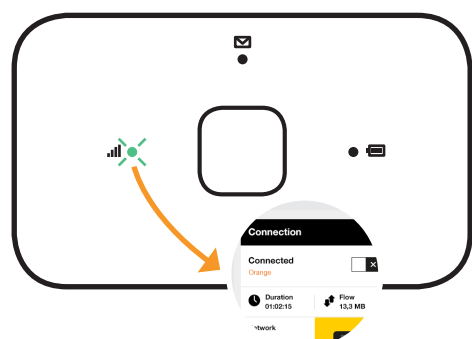 Connection
Connected
Orange
Duration
01:02:15
Flow
13,3 MB